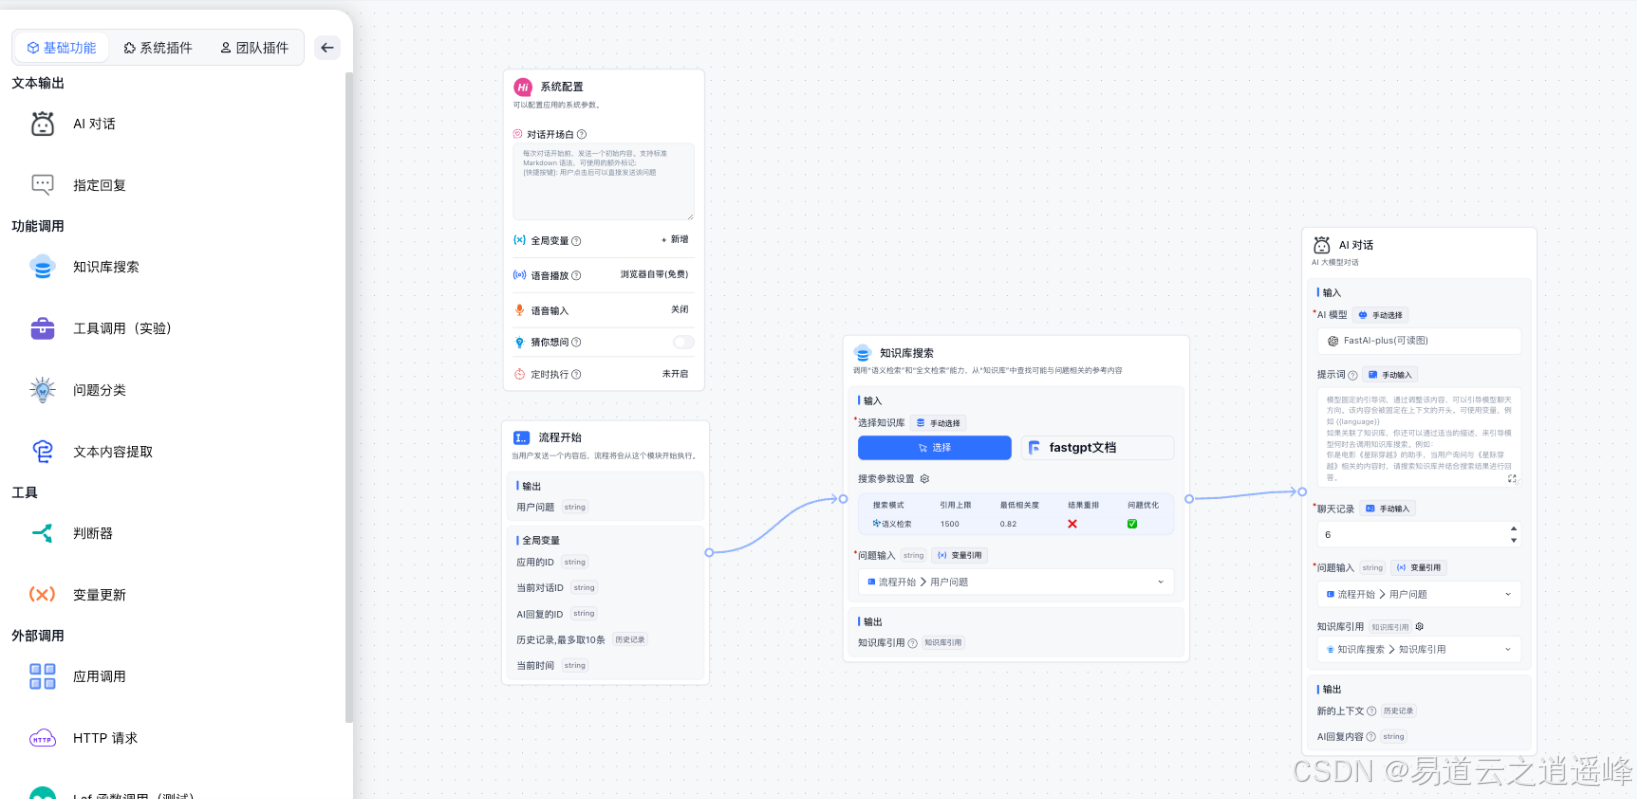 基础功能
系统插件
团队插件
文本输出
AI 对话
指定回复
功能调用
知识库搜索
工具调用（实验）
问题分类
文本内容提取
工具
判断器
变量更新
外部调用
应用调用
HTTP
HTTP 请求
Laf 函数调用（测试）
Hi 系统配置
可以配置应用的系统参数。
对话开场白
每次对话开始前，发送一个初始内容。支持标准
Markdown 语法，可使用的额外标记：
[快捷按键]: 用户点击后可以直接发送该问题
全局变量
+ 新增
语音播放
浏览器自带(免费)
语音输入
关闭
猜你想问
定时执行
未开启
流程开始
当用户发送一个内容后，流程将会从这个模块开始执行。
输出
用户问题 string
全局变量
应用的ID string
当前对话ID string
AI回复的ID string
历史记录,最多取10条 历史记录
当前时间 string
知识库搜索
调用“语义检索”和“全文检索”能力，从“知识库”中查找可能与问题相关的参考内容
输入
*选择知识库 手动选择
选择
fastgpt文档
搜索参数设置
搜索模式 引用上限 最低相关度 结果重排 问题优化
语义检索 1500 0.82
*问题输入 string 变量引用
流程开始 > 用户问题
输出
知识库引用 知识库引用
AI 对话
AI 大模型对话
输入
*AI 模型 手动选择
FastAI-plus(可读图)
提示词 手动输入
模型固定的引导词，通过调整该内容，可以引导模型聊天
方向。该内容会被固定在上下文的开头。可使用变量，例
如 {{language}}
如果关联了知识库，你还可以通过适当的描述，来引导模
型何时去调用知识库搜索。例如：
你是电影《星际穿越》的助手，当用户询问与《星际穿
越》相关的内容时，请搜索知识库并结合搜索结果进行回
答。
*聊天记录 手动输入
6
*问题输入 string 变量引用
流程开始 > 用户问题
知识库引用 知识库引用
知识库搜索 > 知识库引用
输出
新的上下文 历史记录
AI回复内容 string
CSDN @易道云之逍遥峰